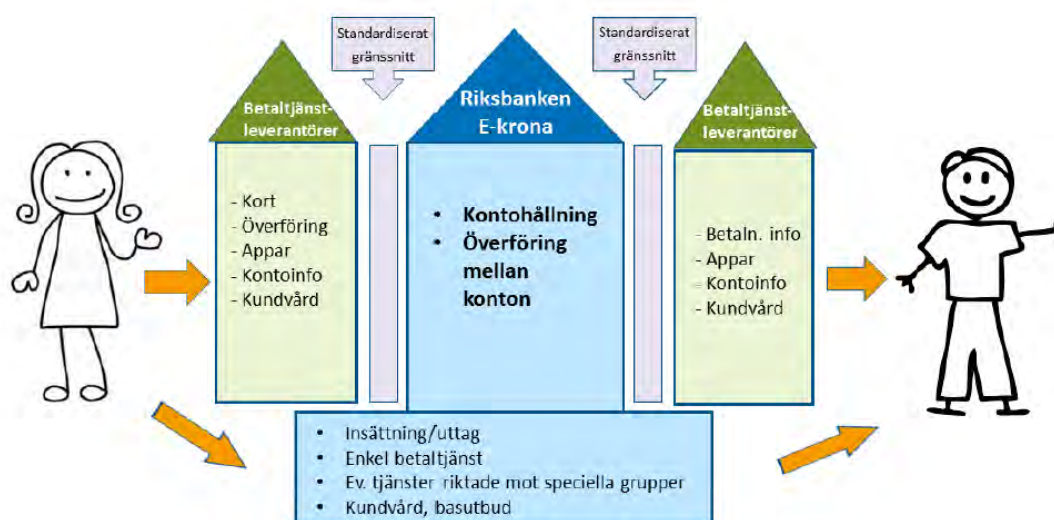 Standardiserat
gränssnitt
Standardiserat
gränssnitt
Betaltjänst-
leverantörer
Riksbanken
E-krona
Betaltjänst-
leverantörer
- Kort
- Överföring
- Appar
- Kontoinfo
- Kundvård
• Kontohållning
• Överföring
mellan
konton
- Betaln. info
- Appar
- Kontoinfo
- Kundvård
• Insättning/uttag
• Enkel betaltjänst
• Ev. tjänster riktade mot speciella grupper
• Kundvård, basutbud